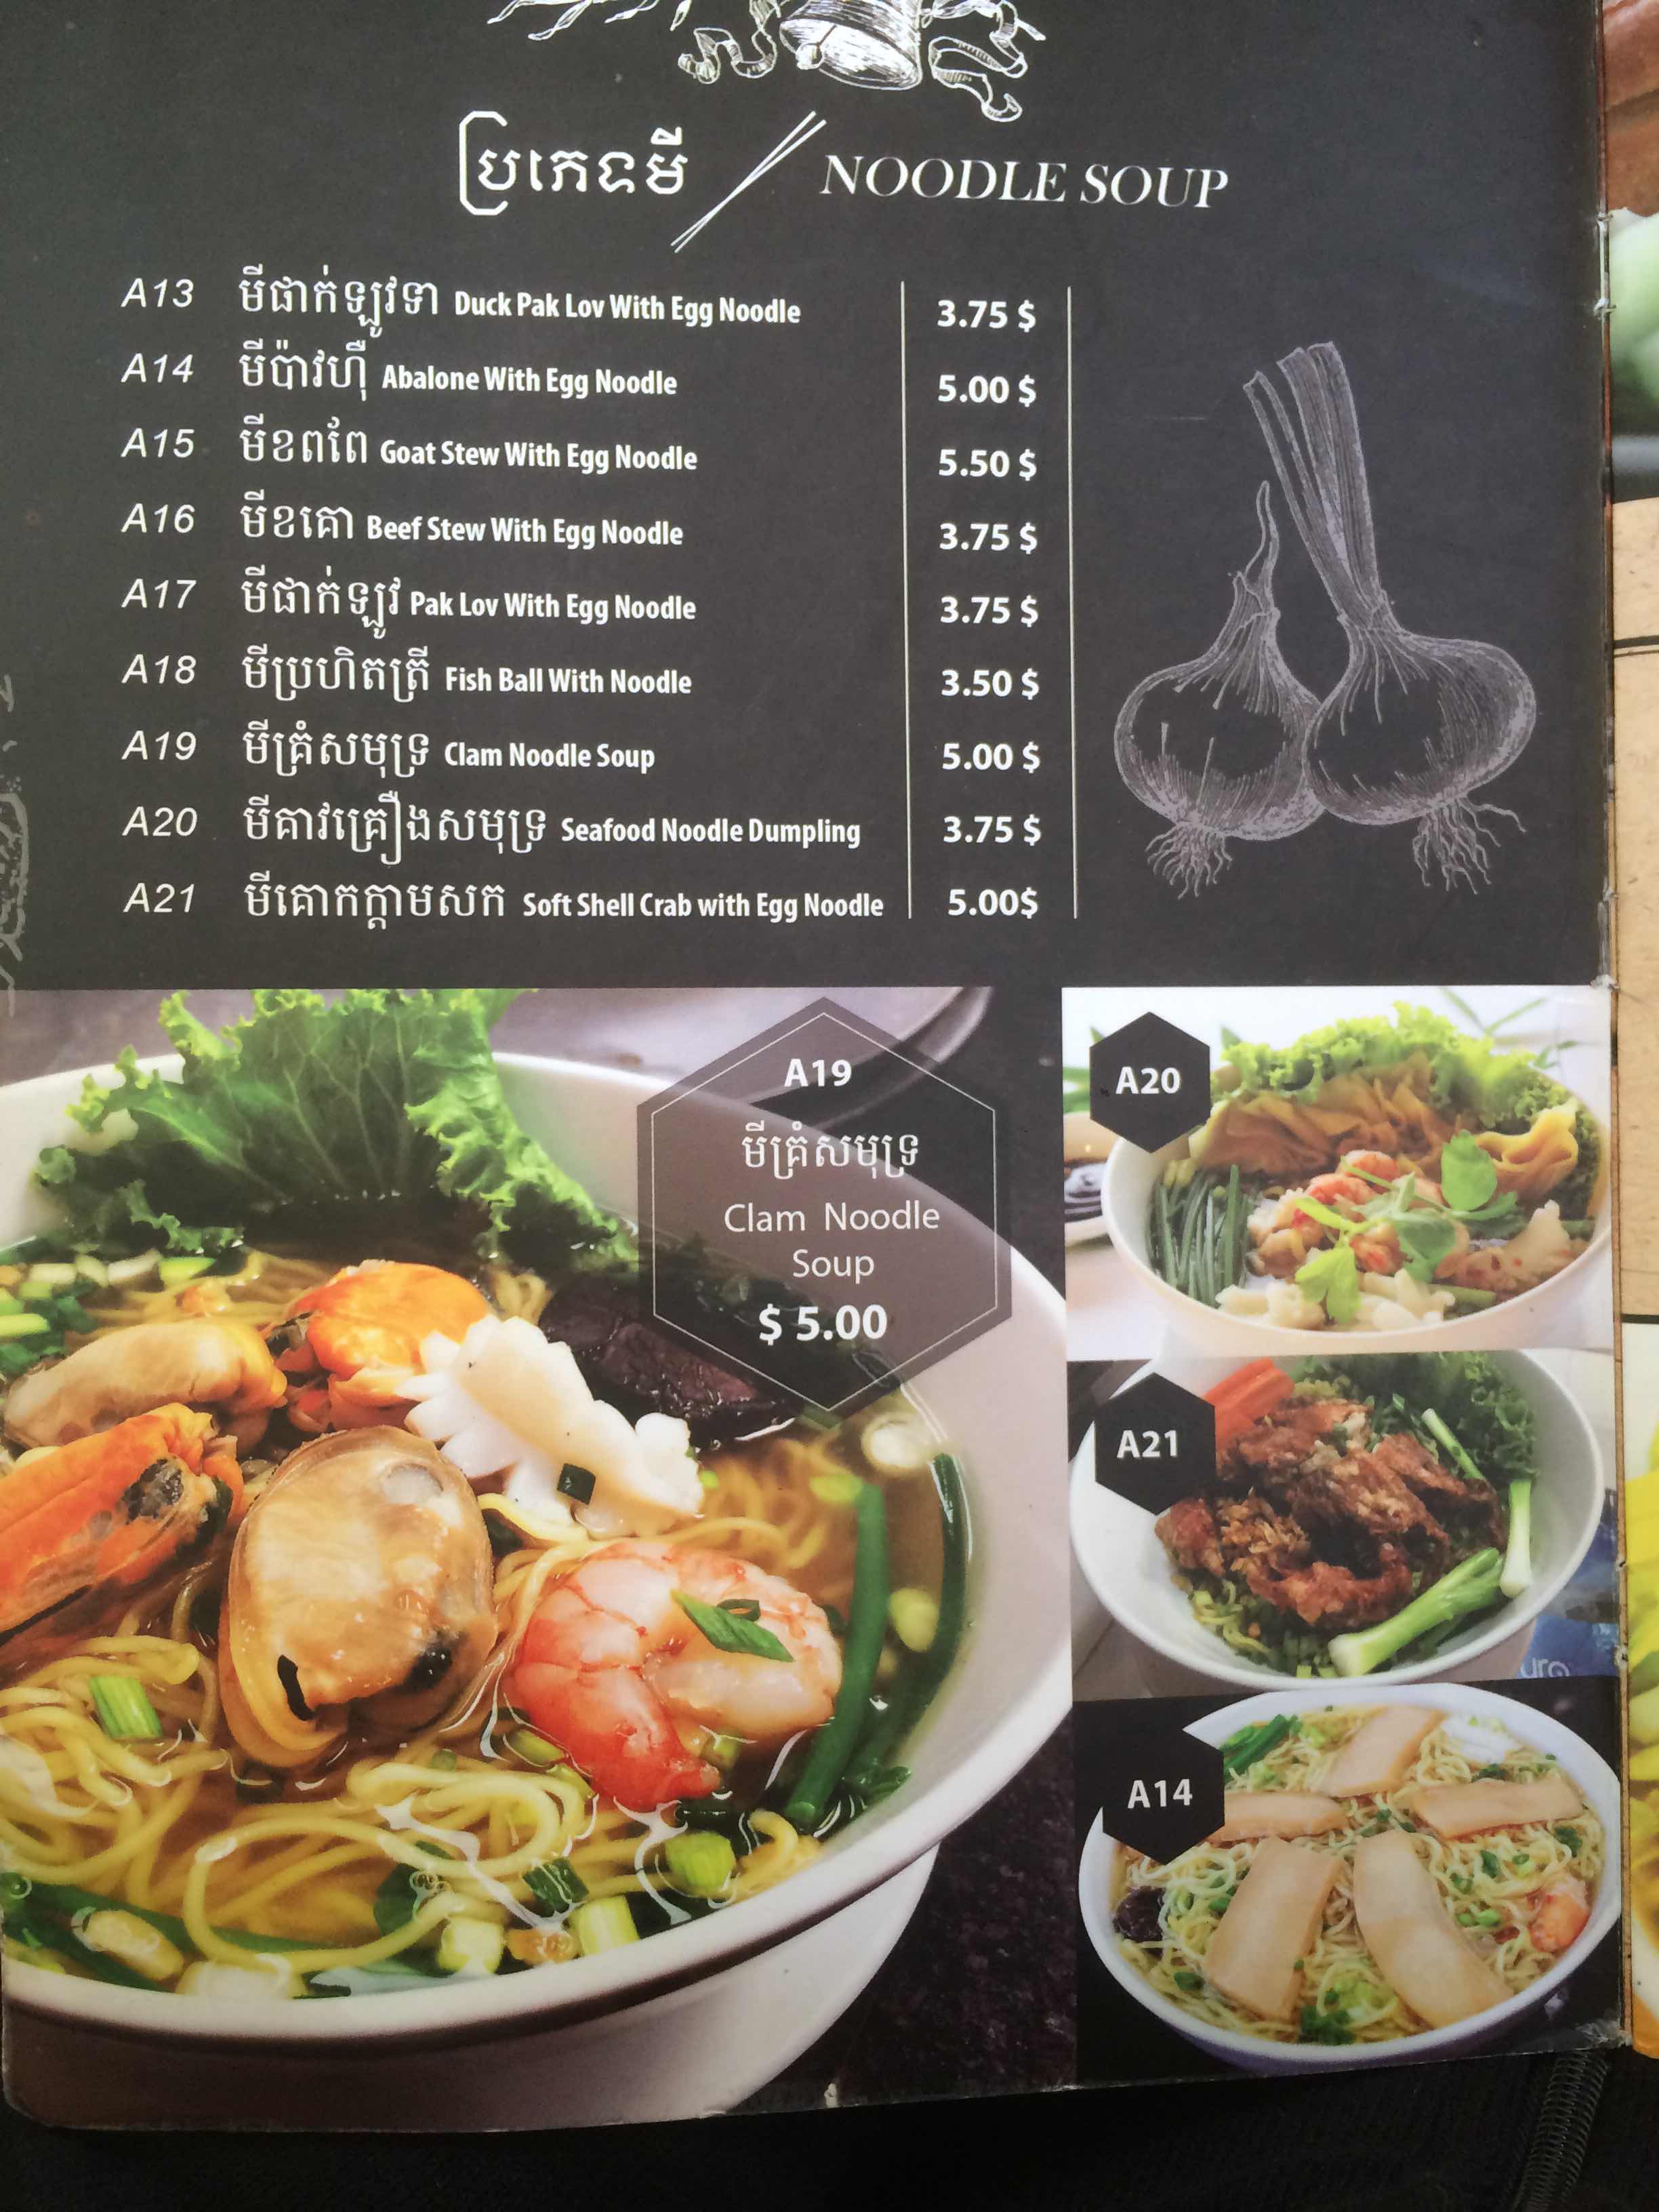 ប្រភេទមី NOODLE SOUP
A13 មីផាក់ឡូវទា Duck Pak Lov With Egg Noodle 3.75 $
A14 មីប៉ាវហ៊ឺ Abalone With Egg Noodle 5.00 $
A15 មីខពពែ Goat Stew With Egg Noodle 5.50 $
A16 មីខគោ Beef Stew With Egg Noodle 3.75 $
A17 មីផាក់ឡូវ Pak Lov With Egg Noodle 3.75 $
A18 មីប្រហិតត្រី Fish Ball With Noodle 3.50 $
A19 មីគ្រំសមុទ្រ Clam Noodle Soup 5.00 $
A20 មីគាវគ្រឿងសមុទ្រ Seafood Noodle Dumpling 3.75 $
A21 មីគោកក្ដាមសក Soft Shell Crab with Egg Noodle 5.00$
A19
មីគ្រំសមុទ្រ
Clam Noodle
Soup
$ 5.00
A20
A21
A14